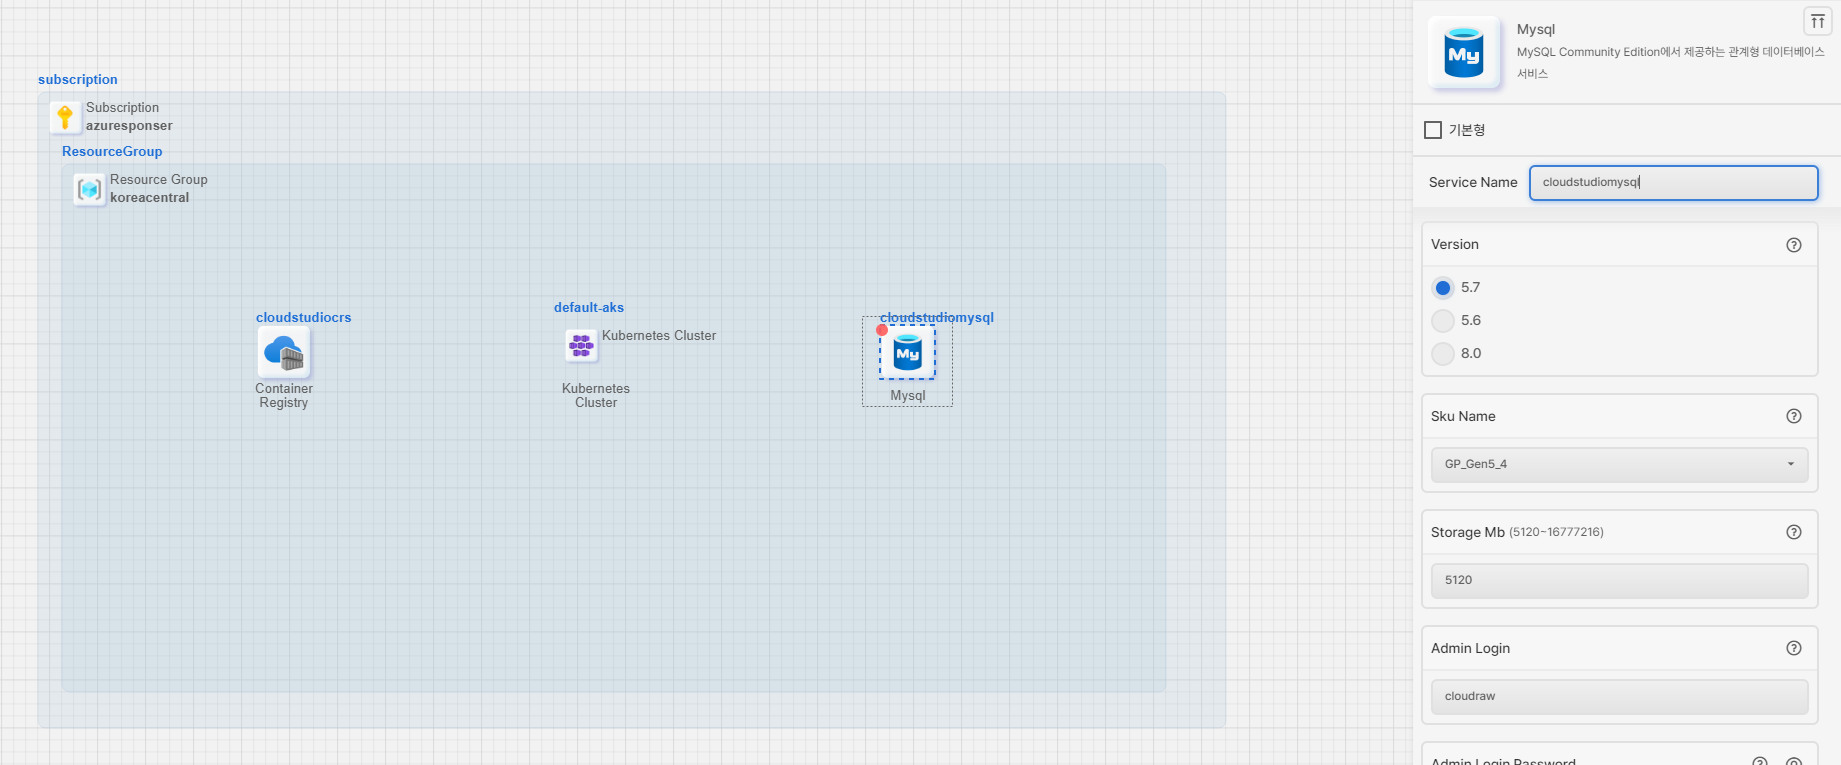 subscription
Subscription
azuresponser
ResourceGroup
Resource Group
koreacentral
cloudstudiocrs
Container
Registry
default-aks
Kubernetes Cluster
Kubernetes
Cluster
cloudstudiomysql
My
Mysql
My
Mysql
MySQL Community Edition에서 제공하는 관계형 데이터베이스
서비스
기본형
Service Name
cloudstudiomysql
Version
5.7
5.6
8.0
Sku Name
GP_Gen5_4
Storage Mb (5120~16777216)
5120
Admin Login
cloudraw
Admin Login Password